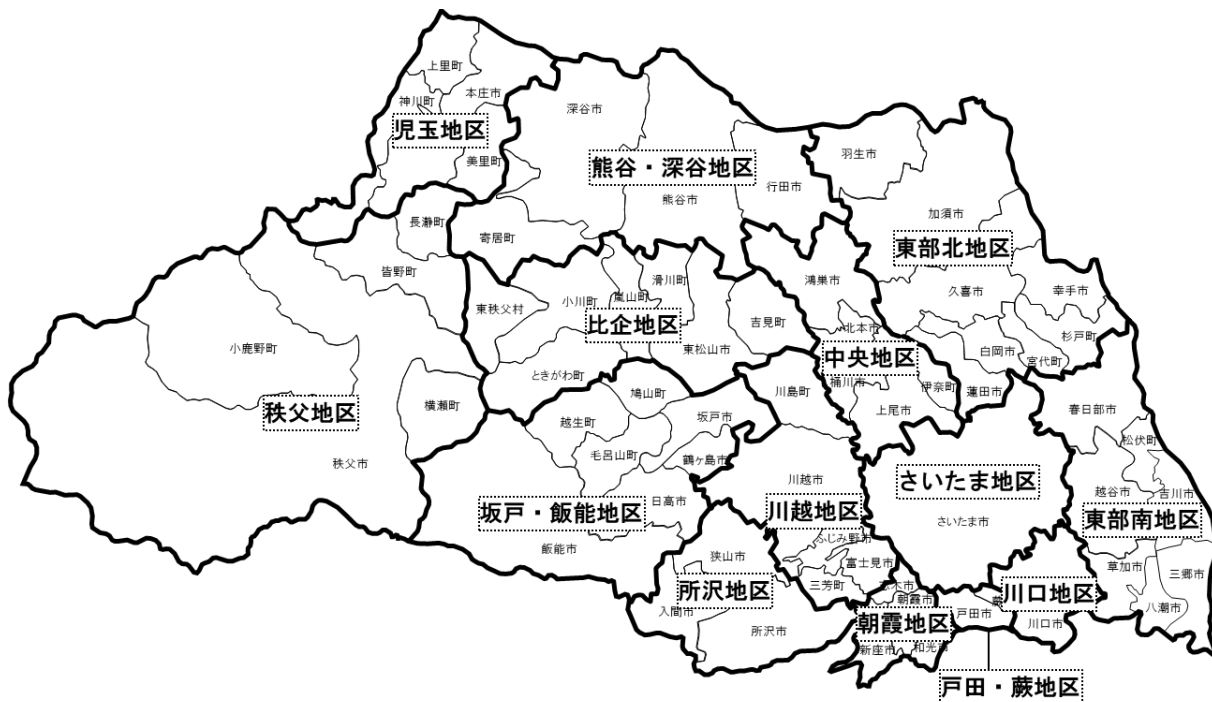 上里町
神川町
本庄市
児玉地区
美里町
深谷市
熊谷・深谷地区
熊谷市
行田市
寄居町
羽生市
加須市
東部北地区
久喜市
幸手市
杉戸町
白岡市
宮代町
蓮田市
長瀞町
皆野町
小鹿野町
秩父地区
横瀬町
秩父市
東秩父村
小川町
嵐山町
滑川町
比企地区
吉見町
東松山市
ときがわ町
鴻巣市
北本市
中央地区
桶川市
伊奈町
上尾市
鳩山町
越生町
坂戸市
毛呂山町
鶴ヶ島市
坂戸・飯能地区
日高市
飯能市
川島町
川越市
川越地区
ふじみ野市
富士見市
三芳町
さいたま地区
さいたま市
春日部市
松伏町
越谷市
吉川市
東部南地区
草加市
三郷市
八潮市
狭山市
所沢地区
入間市
所沢市
志木市
朝霞市
朝霞地区
新座市
和光市
戸田市
蕨
川口地区
川口市
戸田・蕨地区